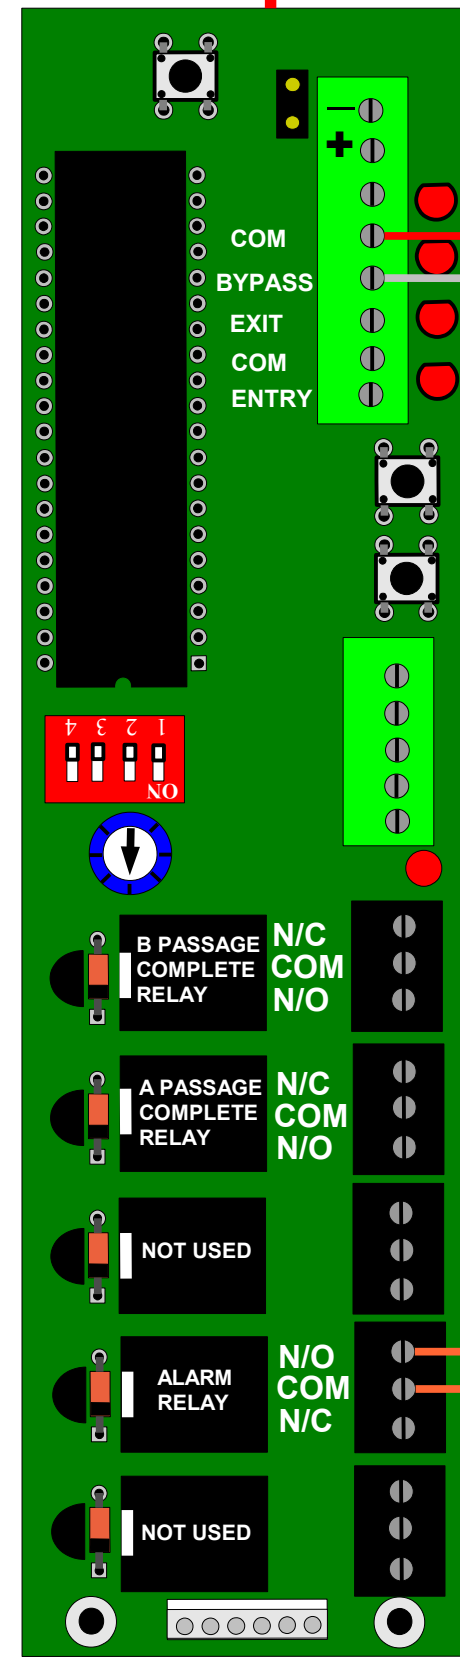 −
+
COM
BYPASS
EXIT
COM
ENTRY
4 3 2 1
ON
B PASSAGE
COMPLETE
RELAY
N/C
COM
N/O
A PASSAGE
COMPLETE
RELAY
N/C
COM
N/O
NOT USED
ALARM
RELAY
N/O
COM
N/C
NOT USED